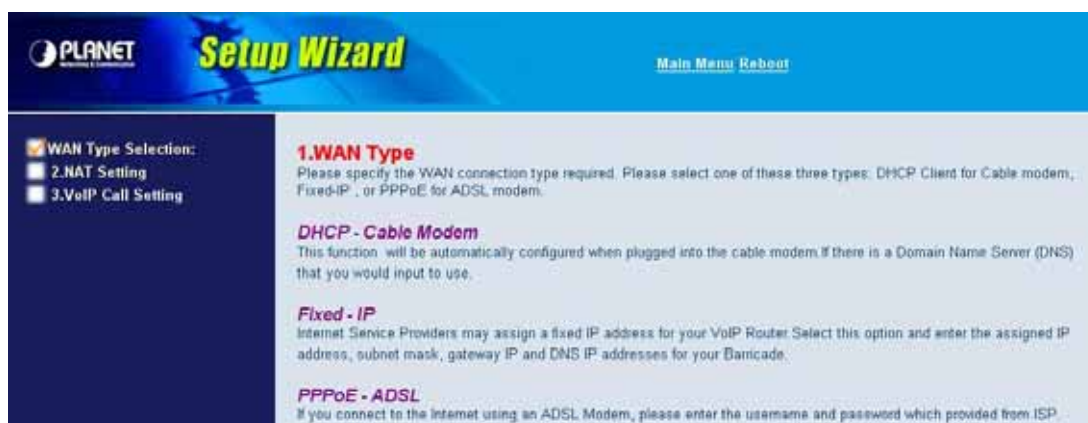 PLANET
Networking & Communication
Setup Wizard
Main Menu Reboot
WAN Type Selection:
2.NAT Setting
3.VoIP Call Setting
1.WAN Type
Please specify the WAN connection type required. Please select one of these three types: DHCP Client for Cable modem,
Fixed-IP , or PPPoE for ADSL modem.
DHCP - Cable Modem
This function will be automatically configured when plugged into the cable modem.If there is a Domain Name Server (DNS)
that you would input to use.
Fixed - IP
Internet Service Providers may assign a fixed IP address for your VoIP Router.Select this option and enter the assigned IP
address, subnet mask, gateway IP and DNS IP addresses for your Barricade.
PPPoE - ADSL
If you connect to the Internet using an ADSL Modem, please enter the username and password which provided from ISP.